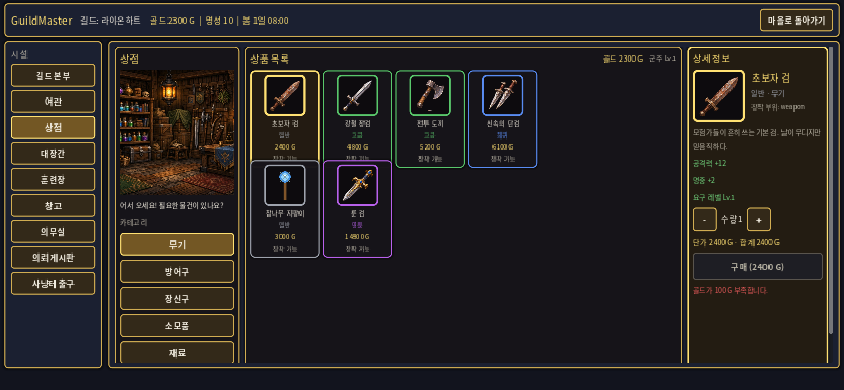 GuildMaster 길드: 라이온하트 골드 2300 G | 명성 10 | 봄 1일 08:00 마을로 돌아가기
시설
길드 본부
여관
상점
대장간
훈련장
창고
의무실
의뢰게시판
사냥터 출구
상점
어서 오세요! 필요한 물건이 있나요?
카테고리
무기
방어구
장신구
소모품
재료
상품 목록 골드 2300G 군주 Lv.1
초보자 검
일반
2400 G
장착 가능
강철 장검
고급
4800 G
장착 가능
전투 도끼
고급
5200 G
장착 가능
신속의 단검
희귀
장착 가능
참나무 지팡이
일반
3000 G
장착 가능
룬 검
영웅
14800 G
장착 가능
상세 정보
초보자 검
일반 · 무기
장착 부위: weapon
모험가들이 흔히 쓰는 기본 검. 날이 무디지만
믿음직하다.
공격력 +12
명중 +2
요구 레벨 Lv.1
- 수량 1 +
단가 2400 G · 합계 2400 G
구매 (2400 G)
골드가 100 G 부족합니다.